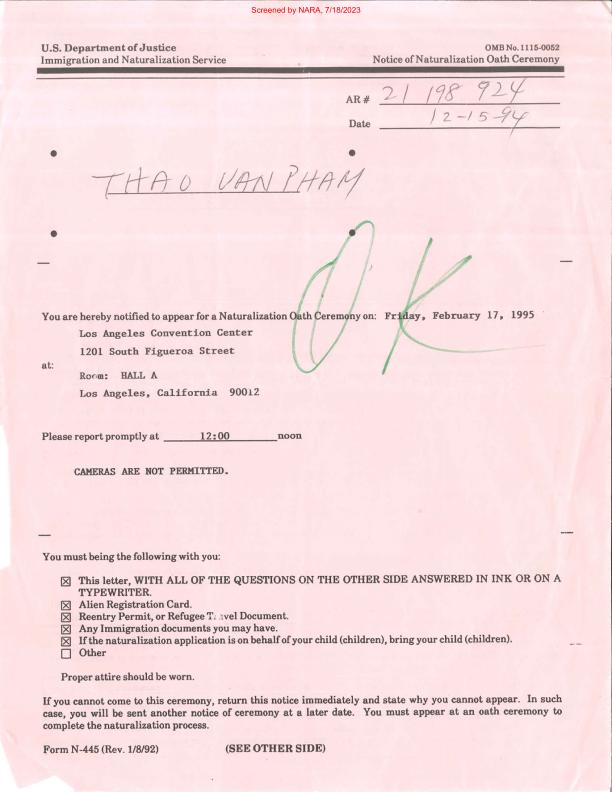 Screened by NARA, 7/18/2023
U.S. Department of Justice
Immigration and Naturalization Service
OMB No. 1115-0052
Notice of Naturalization Oath Ceremony
AR # 21 198 924
Date 12-15-94
THAO VAN PHAM
OK
You are hereby notified to appear for a Naturalization Oath Ceremony on: Friday, February 17, 1995
Los Angeles Convention Center
1201 South Figueroa Street
at:
Room: HALL A
Los Angeles, California 90012
Please report promptly at 12:00 noon
CAMERAS ARE NOT PERMITTED.
You must being the following with you:
☒ This letter, WITH ALL OF THE QUESTIONS ON THE OTHER SIDE ANSWERED IN INK OR ON A
TYPEWRITER.
☒ Alien Registration Card.
☒ Reentry Permit, or Refugee Travel Document.
☒ Any Immigration documents you may have.
☒ If the naturalization application is on behalf of your child (children), bring your child (children).
☐ Other
Proper attire should be worn.
If you cannot come to this ceremony, return this notice immediately and state why you cannot appear. In such
case, you will be sent another notice of ceremony at a later date. You must appear at an oath ceremony to
complete the naturalization process.
Form N-445 (Rev. 1/8/92) (SEE OTHER SIDE)